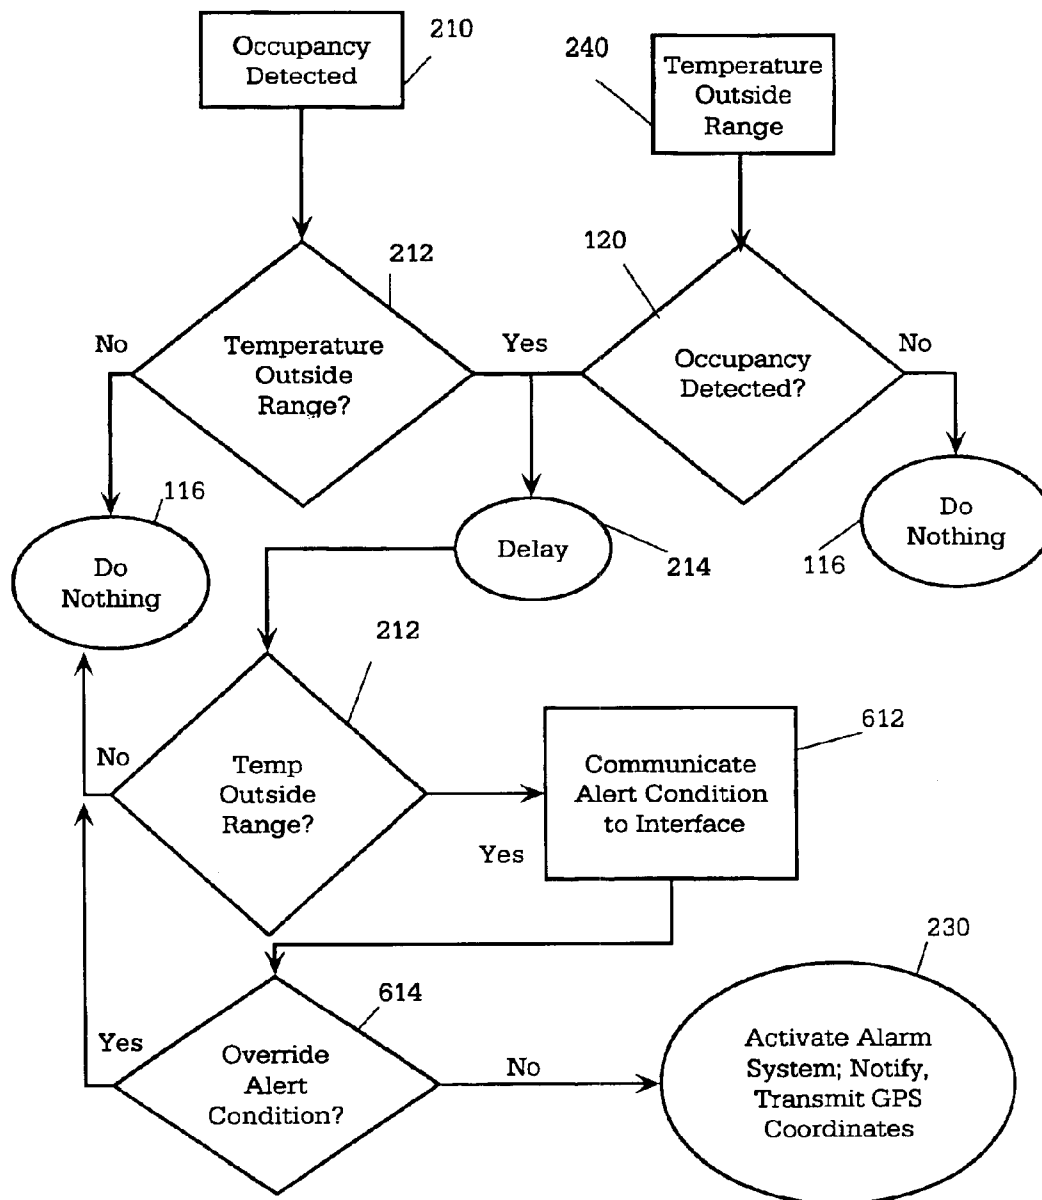 Occupancy
Detected
210
240
Temperature
Outside
Range
212
120
No
Temperature
Outside
Range?
Yes
Occupancy
Detected?
No
116
Do
Nothing
Delay
214
116
Do
Nothing
212
612
No
Temp
Outside
Range?
Yes
Communicate
Alert Condition
to Interface
230
614
Yes
Override
Alert
Condition?
No
Activate Alarm
System; Notify,
Transmit GPS
Coordinates